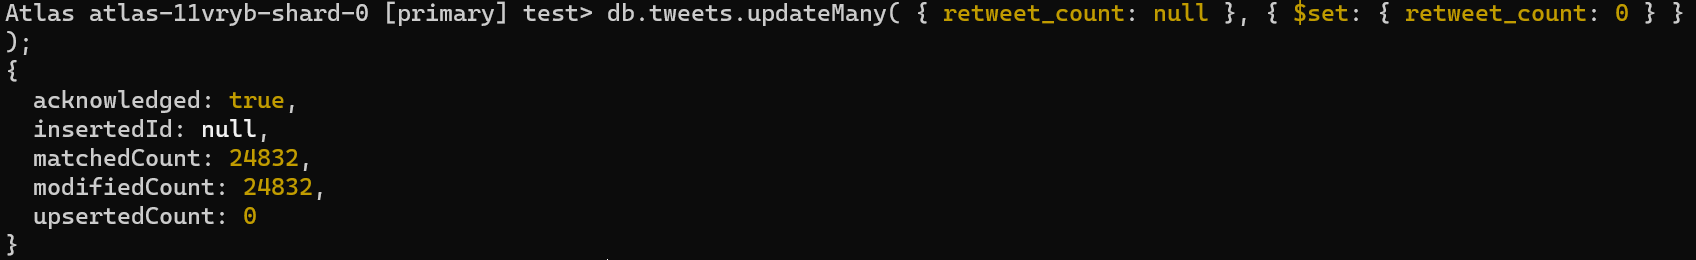 Atlas atlas-11vryb-shard-0 [primary] test> db.tweets.updateMany( { retweet_count: null }, { $set: { retweet_count: 0 } }
);
{
  acknowledged: true,
  insertedId: null,
  matchedCount: 24832,
  modifiedCount: 24832,
  upsertedCount: 0
}